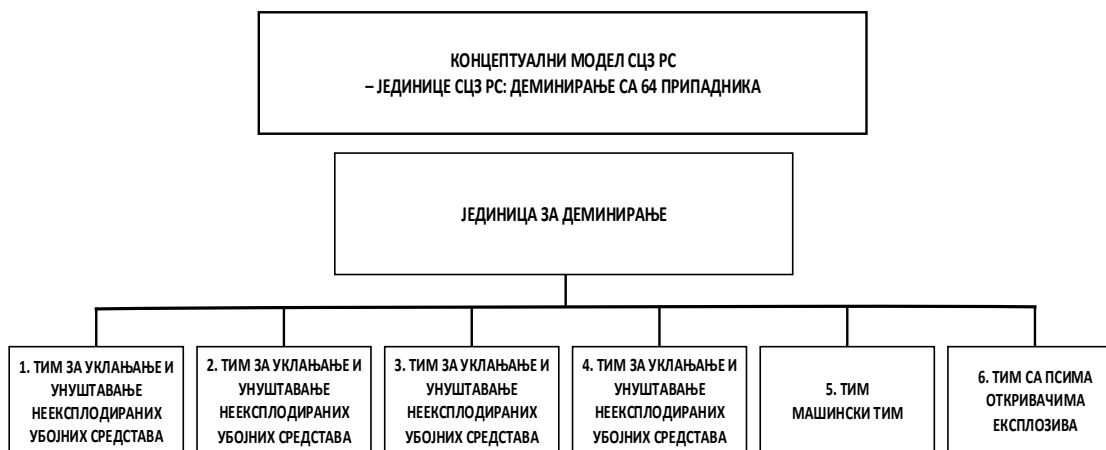 КОНЦЕПТУАЛНИ МОДЕЛ СЦЗ РС
– ЈЕДИНИЦЕ СЦЗ РС: ДЕМИНИРАЊЕ СА 64 ПРИПАДНИКА
ЈЕДИНИЦА ЗА ДЕМИНИРАЊЕ
1. ТИМ ЗА УКЛАЊАЊЕ И
УНУШТАВАЊЕ
НЕЕКСПЛОДИРАНИХ
УБОЈНИХ СРЕДСТАВА
2. ТИМ ЗА УКЛАЊАЊЕ И
УНУШТАВАЊЕ
НЕЕКСПЛОДИРАНИХ
УБОЈНИХ СРЕДСТАВА
3. ТИМ ЗА УКЛАЊАЊЕ И
УНУШТАВАЊЕ
НЕЕКСПЛОДИРАНИХ
УБОЈНИХ СРЕДСТАВА
4. ТИМ ЗА УКЛАЊАЊЕ И
УНУШТАВАЊЕ
НЕЕКСПЛОДИРАНИХ
УБОЈНИХ СРЕДСТАВА
5. ТИМ
МАШИНСКИ ТИМ
6. ТИМ СА ПСИМА
ОТКРИВАЧИМА
ЕКСПЛОЗИВА